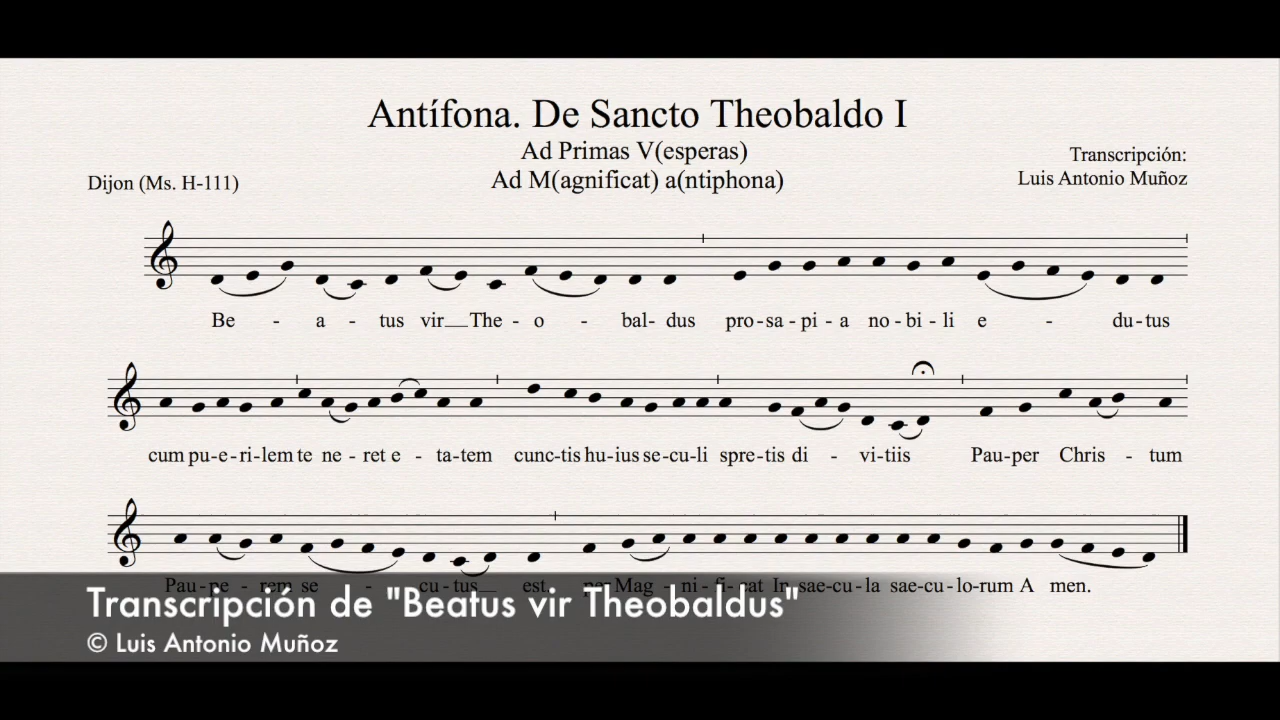 Antífona. De Sancto Theobaldo I
Ad Primas V(esperas)
Ad M(agnificat) a(ntiphona)
Dijon (Ms. H-111)
Transcripción:
Luis Antonio Muñoz
Be - a - tus vir__The - o - bal- dus pro-sa-pi-a no-bi-li e - du-tus
cum pu-e-ri-lem te ne-ret e - ta-tem cunc-tis hu-ius se-cu-li spre-tis di - vi-tiis Pau-per Chris - tum
Pau-pe - rem se - cu-tus__ est. per Mag - ni-fi-cat In sae-cu-la sae-cu-lo-rum A men.
Transcripción de "Beatus vir Theobaldus"
© Luis Antonio Muñoz